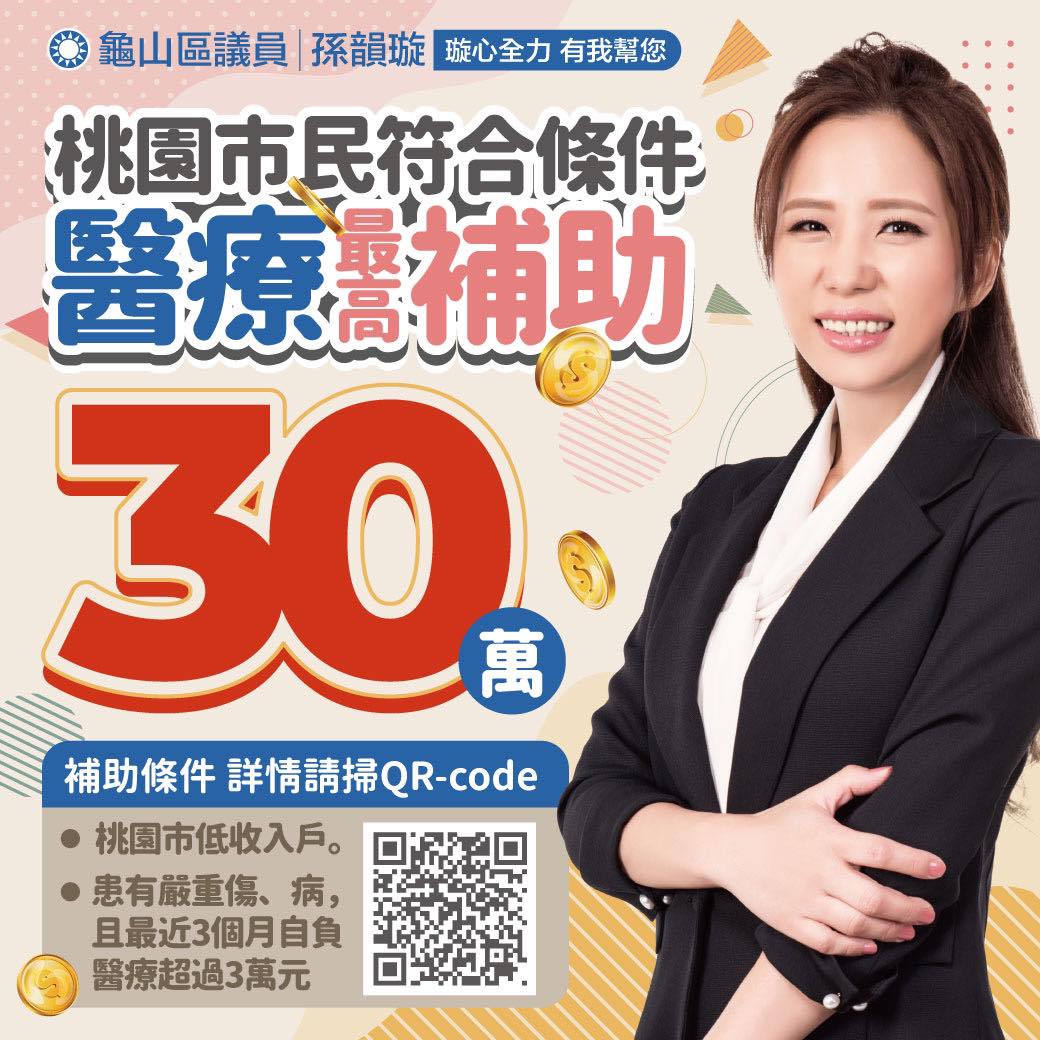 龜山區議員 孫韻璇 璇心全力 有我幫您
桃園市民符合條件
醫療最高補助
30萬
補助條件 詳情請掃QR-code
● 桃園市低收入戶。
● 患有嚴重傷、病，
且最近3個月自負
醫療超過3萬元